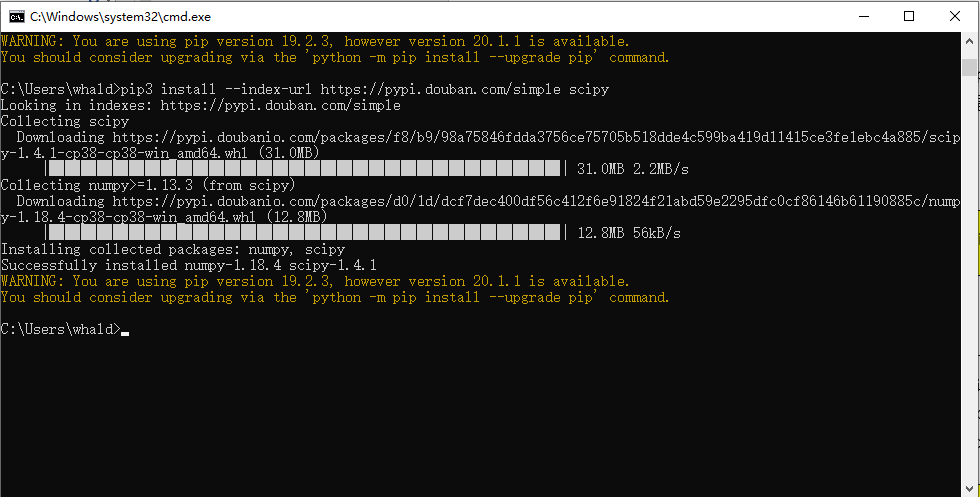 C:\Windows\system32\cmd.exe
WARNING: You are using pip version 19.2.3, however version 20.1.1 is available.
You should consider upgrading via the 'python -m pip install --upgrade pip' command.
C:\Users\whald>pip3 install --index-url https://pypi.douban.com/simple scipy
Looking in indexes: https://pypi.douban.com/simple
Collecting scipy
Downloading https://pypi.doubanio.com/packages/f8/b9/98a75846fdda3756ce75705b518dde4c599ba419d11415ce3fe1ebc4a885/scip
y-1.4.1-cp38-cp38-win_amd64.whl (31.0MB)
|████████████████████████████████| 31.0MB 2.2MB/s
Collecting numpy>=1.13.3 (from scipy)
Downloading https://pypi.doubanio.com/packages/d0/1d/dcf7dec400df56c412f6e91824f21abd59e2295dfc0cf86146b61190885c/nump
y-1.18.4-cp38-cp38-win_amd64.whl (12.8MB)
|████████████████████████████████| 12.8MB 56kB/s
Installing collected packages: numpy, scipy
Successfully installed numpy-1.18.4 scipy-1.4.1
WARNING: You are using pip version 19.2.3, however version 20.1.1 is available.
You should consider upgrading via the 'python -m pip install --upgrade pip' command.
C:\Users\whald>